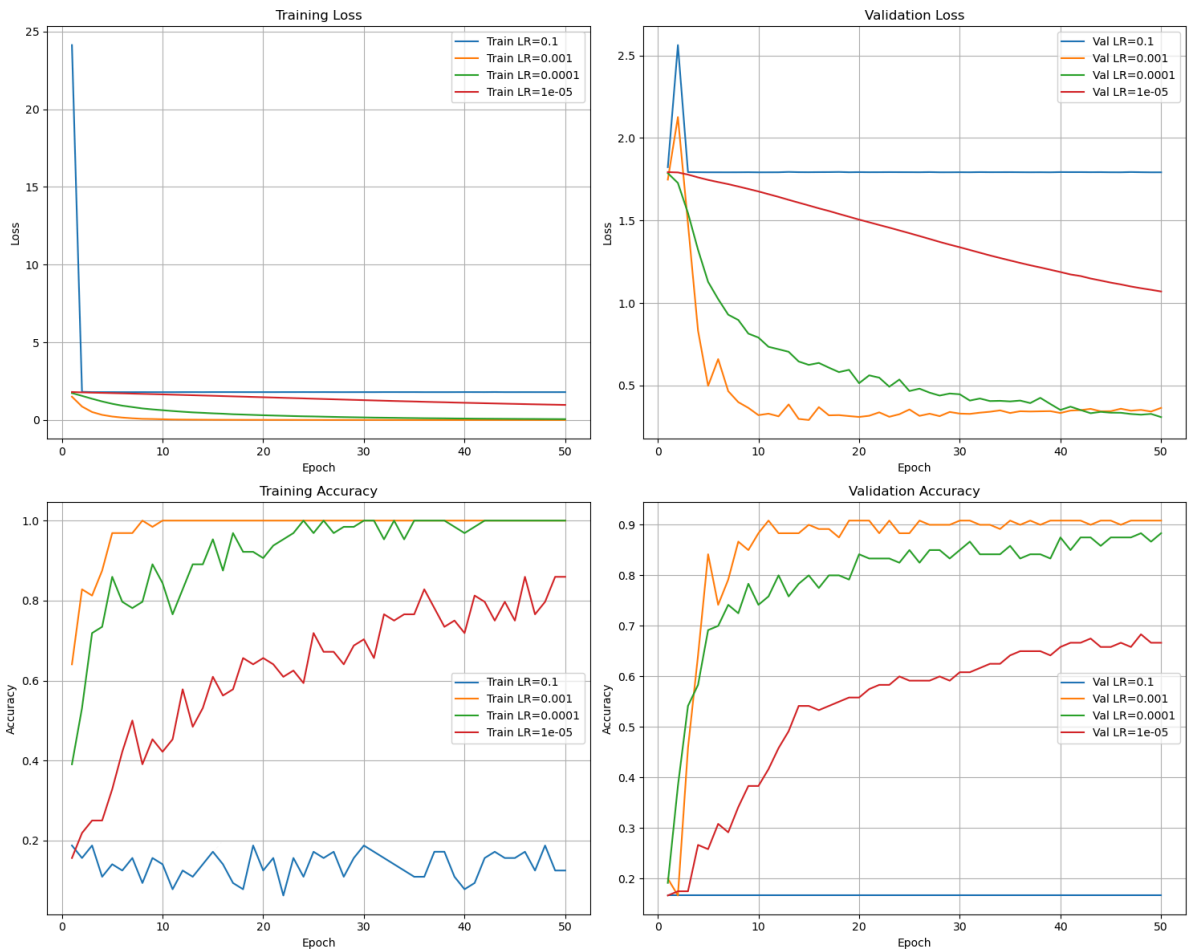 Training Loss
25
20
15
10
5
0
Loss
0
10
20
30
40
50
Epoch
Train LR=0.1
Train LR=0.001
Train LR=0.0001
Train LR=1e-05
Validation Loss
2.5
2.0
1.5
1.0
0.5
Loss
0
10
20
30
40
50
Epoch
Val LR=0.1
Val LR=0.001
Val LR=0.0001
Val LR=1e-05
Training Accuracy
1.0
0.8
0.6
0.4
0.2
Accuracy
0
10
20
30
40
50
Epoch
Train LR=0.1
Train LR=0.001
Train LR=0.0001
Train LR=1e-05
Validation Accuracy
0.9
0.8
0.7
0.6
0.5
0.4
0.3
0.2
Accuracy
0
10
20
30
40
50
Epoch
Val LR=0.1
Val LR=0.001
Val LR=0.0001
Val LR=1e-05